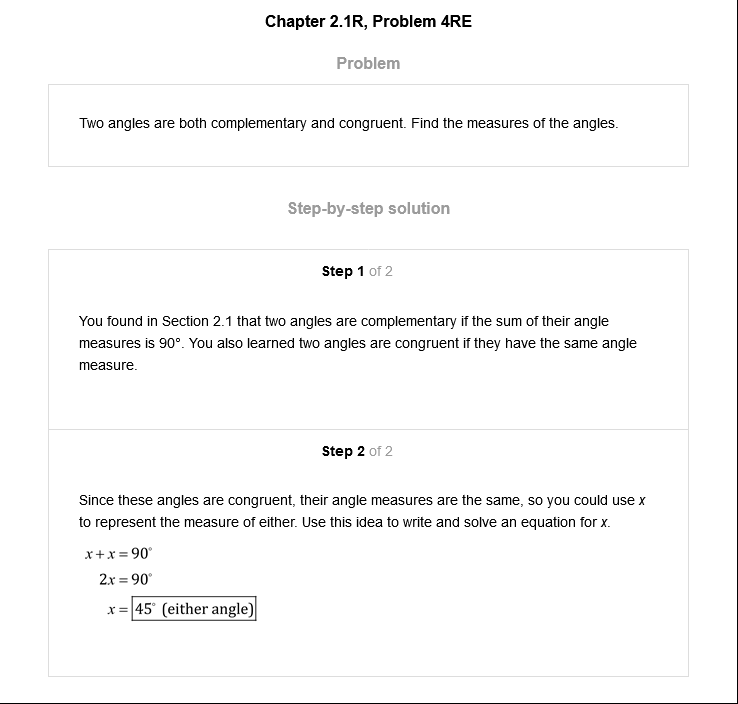 Chapter 2.1R, Problem 4RE
Problem
Two angles are both complementary and congruent. Find the measures of the angles.
Step-by-step solution
Step 1 of 2
You found in Section 2.1 that two angles are complementary if the sum of their angle
measures is 90°. You also learned two angles are congruent if they have the same angle
measure.
Step 2 of 2
Since these angles are congruent, their angle measures are the same, so you could use x
to represent the measure of either. Use this idea to write and solve an equation for x.
x + x = 90°
2x = 90°
x = 45° (either angle)